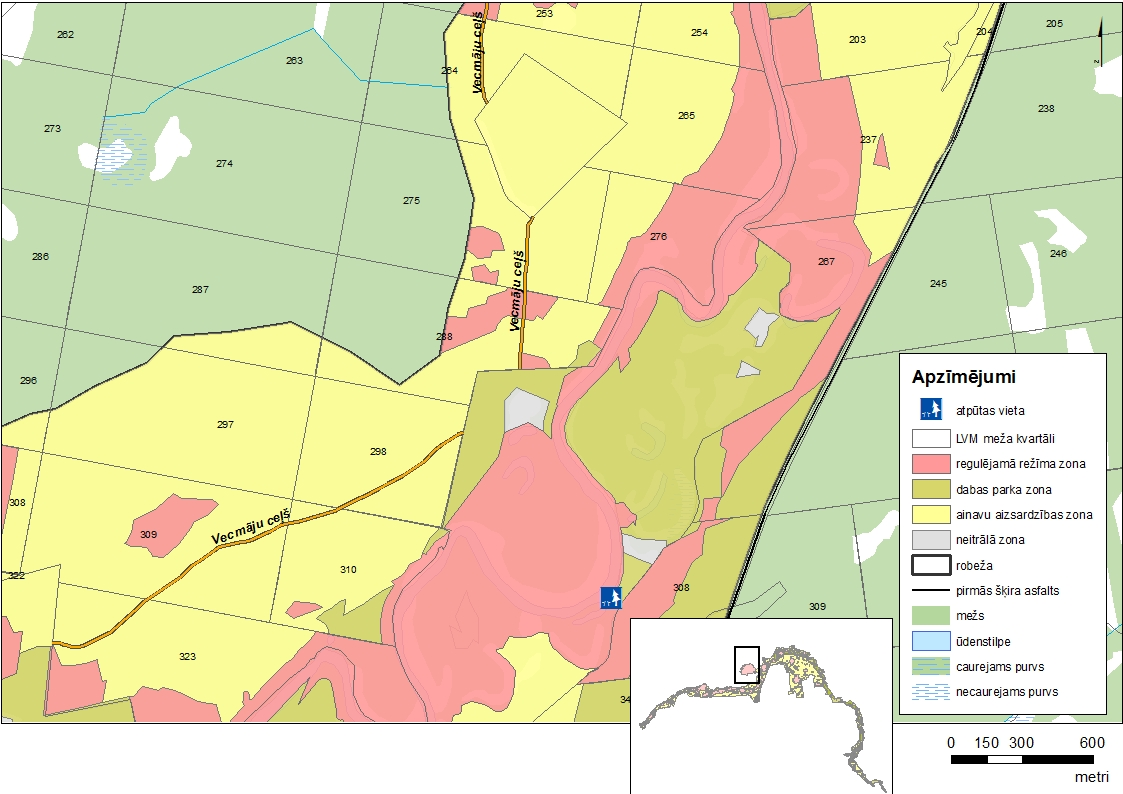 253
254
203
204
205
262
263
264
265
238
273
274
237
275
276
246
286
287
267
245
288
296
297
298
308
309
310
322
323
308
309
34
Vecmāju ceļš
Vecmāju ceļš
Vecmāju ceļš
z
Apzīmējumi
atpūtas vieta
LVM meža kvartāli
regulējamā režīma zona
dabas parka zona
ainavu aizsardzības zona
neitrālā zona
robeža
pirmās šķira asfalts
mežs
ūdenstilpe
caurejams purvs
necaurejams purvs
0 150 300 600
metri